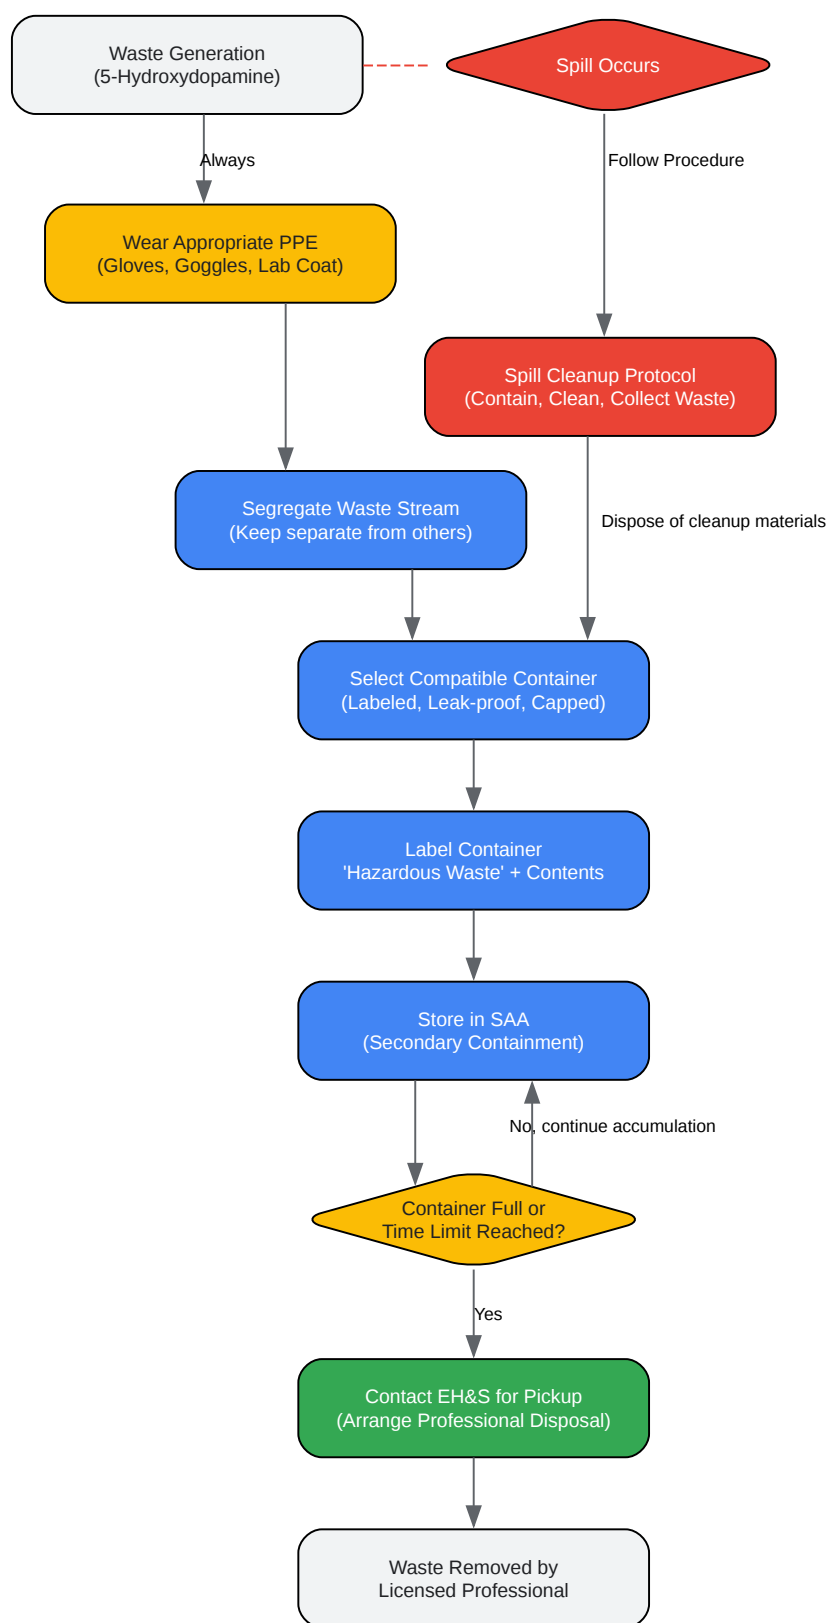 Waste Generation
(5-Hydroxydopamine)
Spill Occurs
Always
Follow Procedure
Wear Appropriate PPE
(Gloves, Goggles, Lab Coat)
Spill Cleanup Protocol
(Contain, Clean, Collect Waste)
Segregate Waste Stream
(Keep separate from others)
Dispose of cleanup materials
Select Compatible Container
(Labeled, Leak-proof, Capped)
Label Container
'Hazardous Waste' + Contents
Store in SAA
(Secondary Containment)
No, continue accumulation
Container Full or
Time Limit Reached?
Yes
Contact EH&S for Pickup
(Arrange Professional Disposal)
Waste Removed by
Licensed Professional